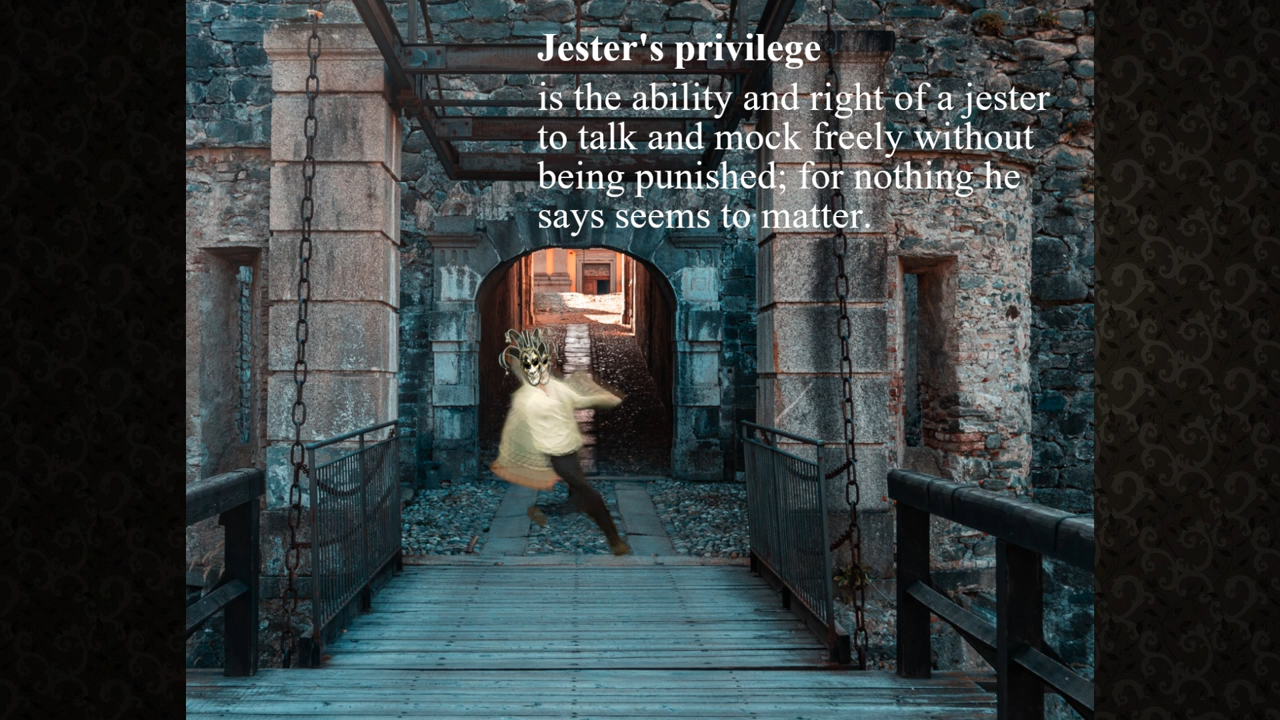 Jester's privilege
is the ability and right of a jester
to talk and mock freely without
being punished; for nothing he
says seems to matter.